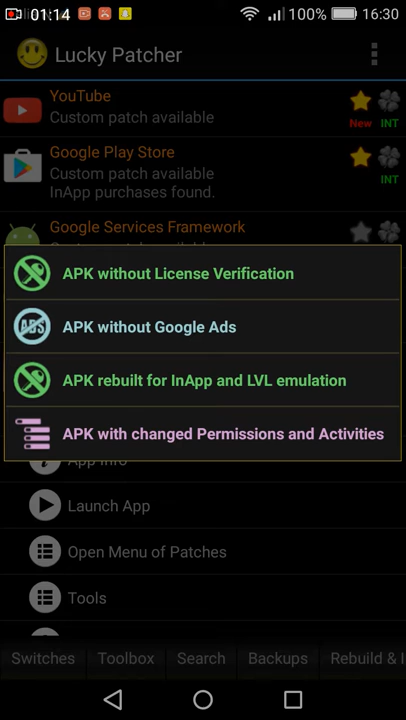 01:14
100%
16:30
Lucky Patcher
YouTube
Custom patch available
New
INT
Google Play Store
Custom patch available
InApp purchases found.
INT
Google Services Framework
APK without License Verification
ADS
APK without Google Ads
APK rebuilt for InApp and LVL emulation
APK with changed Permissions and Activities
App Info
Launch App
Open Menu of Patches
Tools
Switches
Toolbox
Search
Backups
Rebuild & I